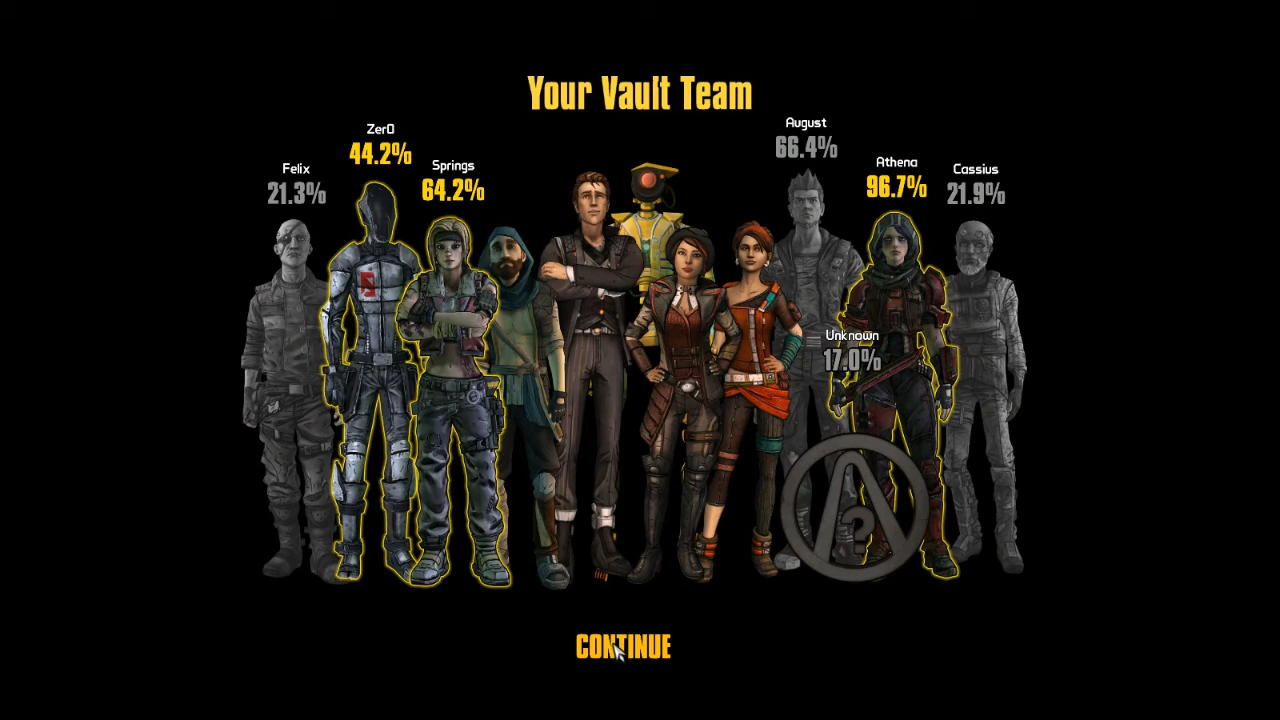 Your Vault Team
August
66.4%
Zer0
44.2%
Springs
64.2%
Felix
21.3%
Athena
96.7%
Cassius
21.9%
Unknown
17.0%
?
CONTINUE